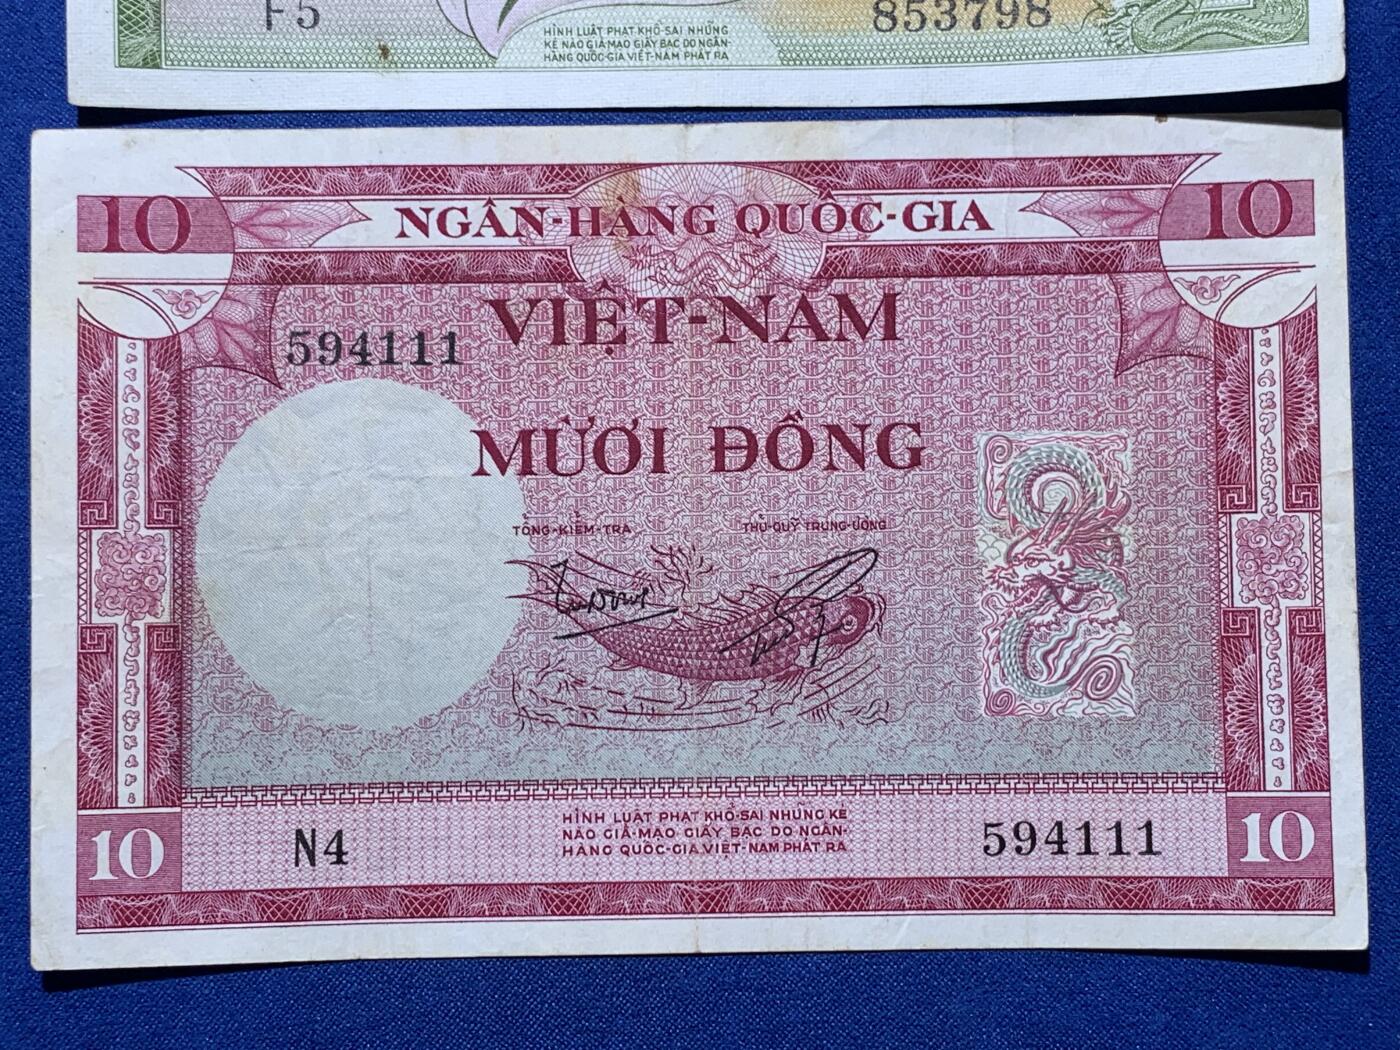 F5
853798
HÌNH LUẬT PHẠT KHỔ-SAI NHỮNG
KẺ NÀO GIẢ MẠO GIẤY BẠC DO NGÂN-
HÀNG QUỐC-GIA VIỆT-NAM PHÁT RA
10
NGÂN-HÀNG QUỐC-GIA
10
VIỆT-NAM
594111
MƯỜI ĐỒNG
TỔNG-KIỂM-TRA
THỦ-QUỸ TRUNG-ƯƠNG
HÌNH LUẬT PHẠT KHỔ-SAI NHỮNG KẺ
NÀO GIẢ-MẠO GIẤY BẠC DO NGÂN-
HÀNG QUỐC-GIA VIỆT-NAM PHÁT RA
10
N4
594111
10